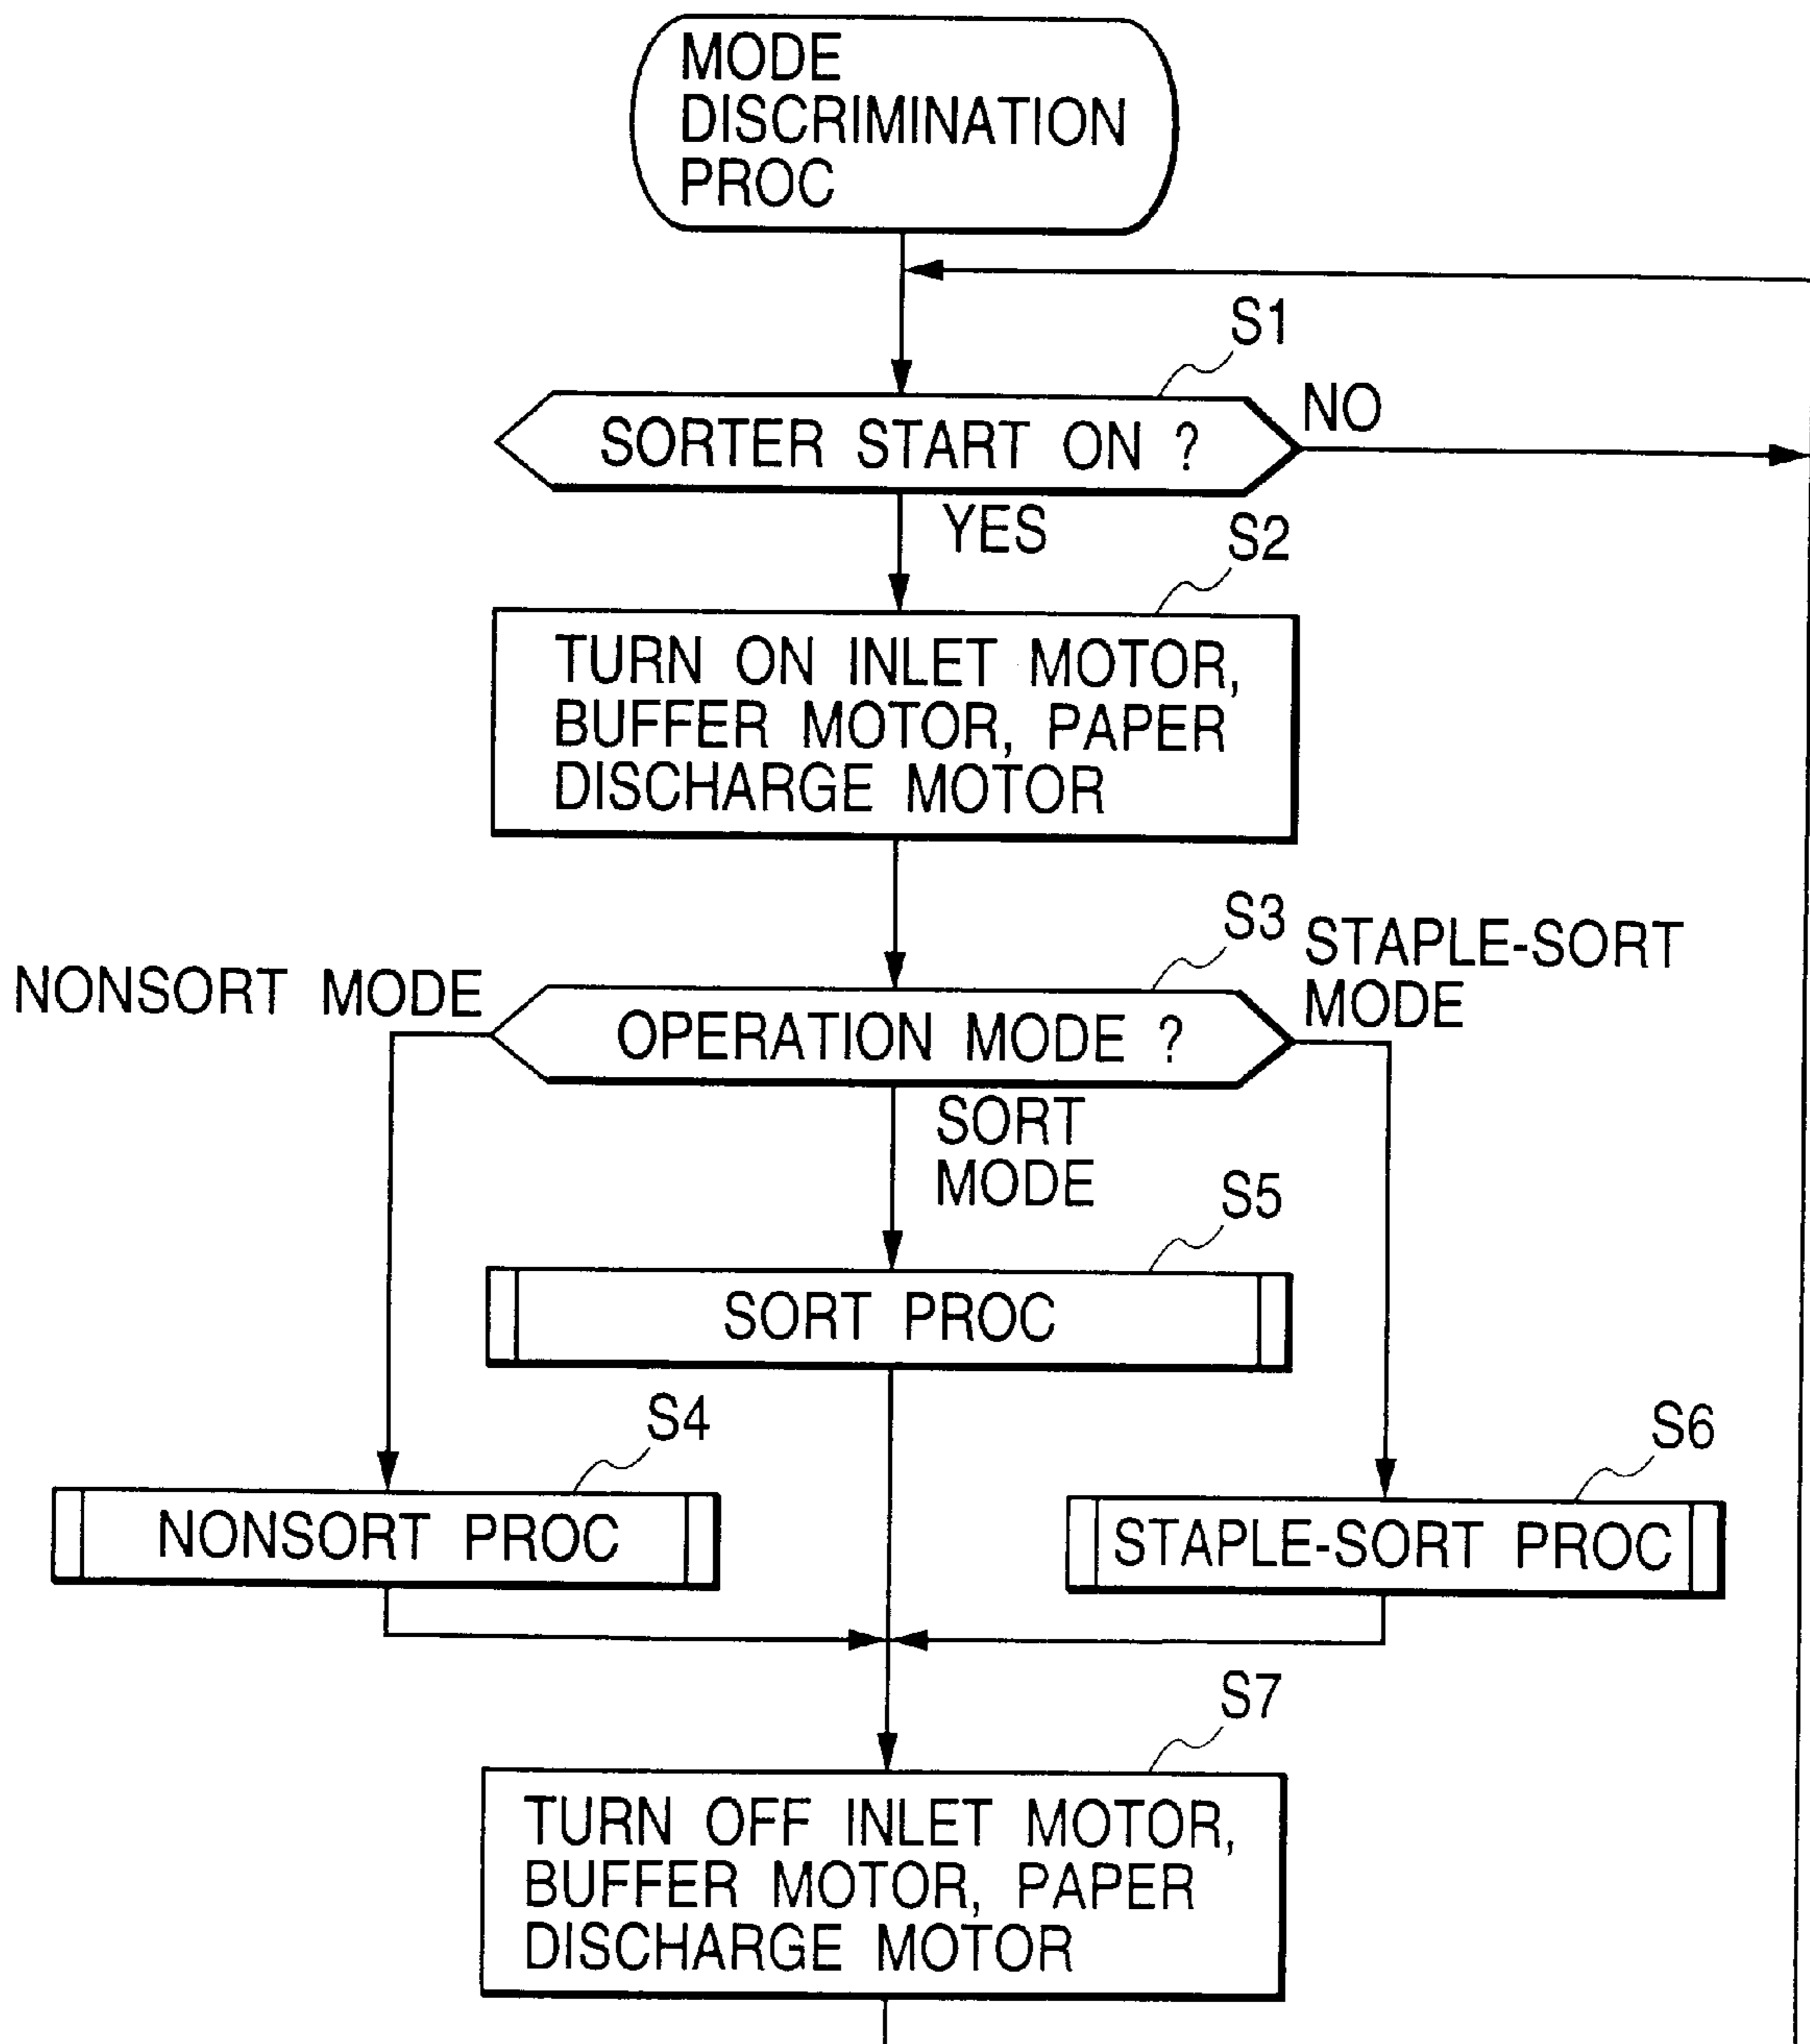 MODE
DISCRIMINATION
PROC
S1
SORTER START ON ?
NO
YES
S2
TURN ON INLET MOTOR,
BUFFER MOTOR, PAPER
DISCHARGE MOTOR
S3
STAPLE-SORT
MODE
NONSORT MODE
OPERATION MODE ?
SORT
MODE
S5
SORT PROC
S4
S6
NONSORT PROC
STAPLE-SORT PROC
S7
TURN OFF INLET MOTOR,
BUFFER MOTOR, PAPER
DISCHARGE MOTOR